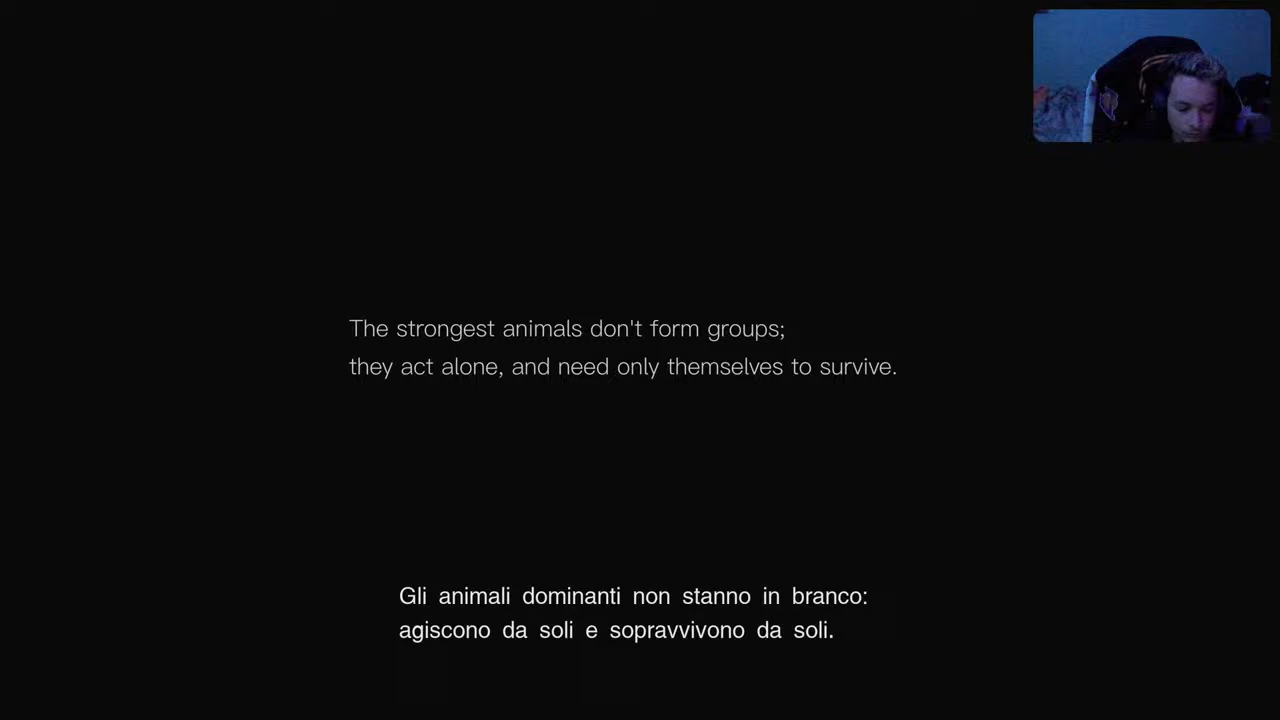 The strongest animals don't form groups;
they act alone, and need only themselves to survive.
Gli animali dominanti non stanno in branco:
agiscono da soli e sopravvivono da soli.